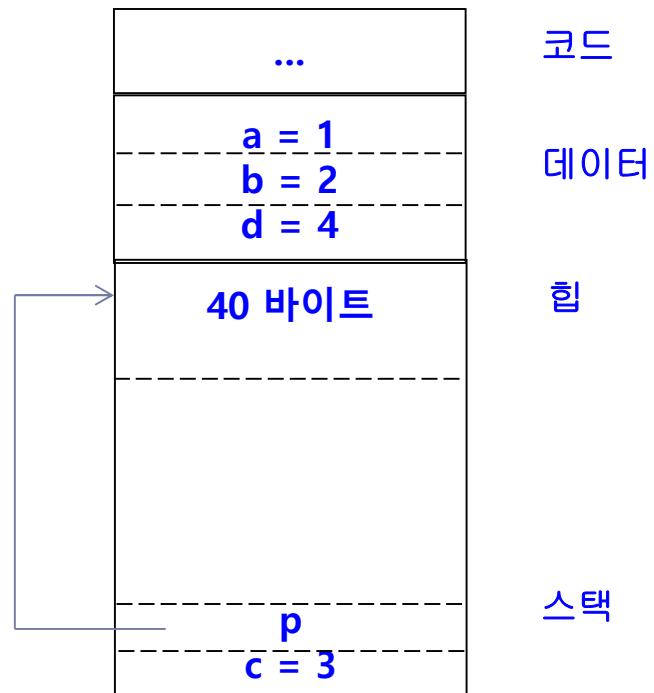 ...
코드
a = 1
b = 2
데이터
d = 4
40 바이트
힙
스택
p
c = 3